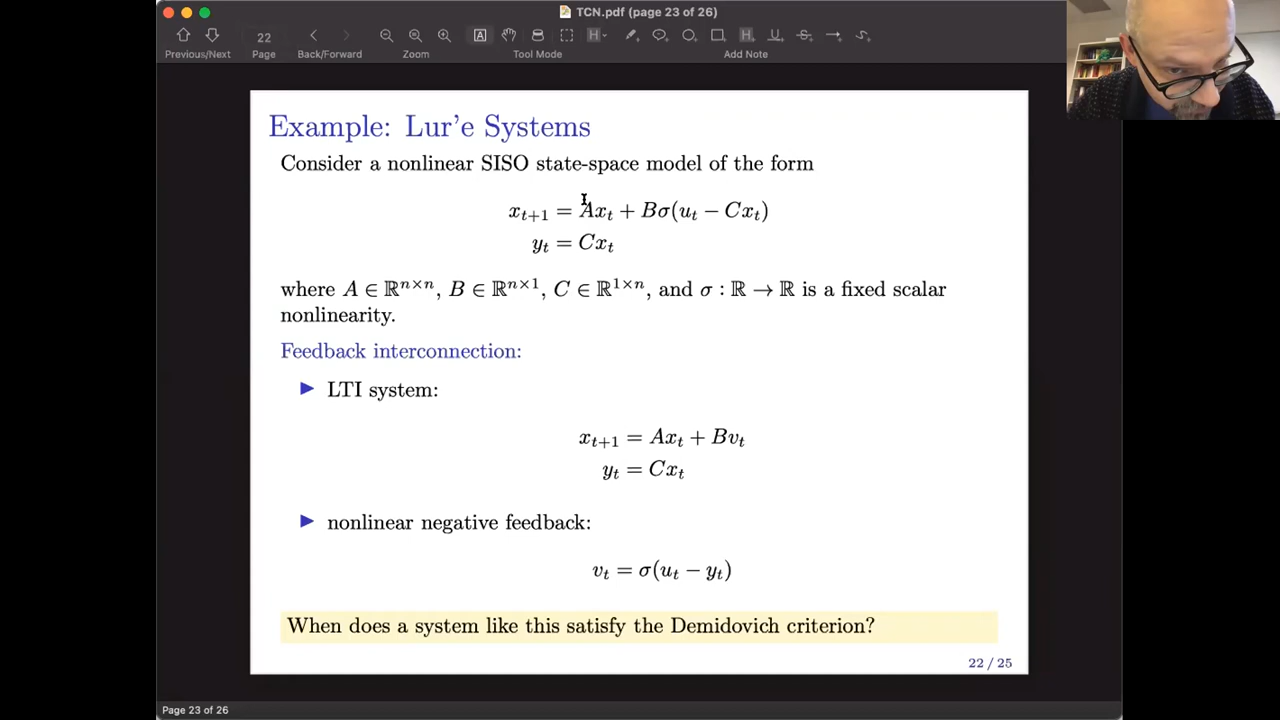 TCN.pdf (page 23 of 26)
22
Previous/Next Page Back/Forward Zoom Tool Mode Add Note
Example: Lur'e Systems
Consider a nonlinear SISO state-space model of the form
x_{t+1} = Ax_t + Bσ(u_t − Cx_t)
y_t = Cx_t
where A ∈ ℝ^{n×n}, B ∈ ℝ^{n×1}, C ∈ ℝ^{1×n}, and σ : ℝ → ℝ is a fixed scalar
nonlinearity.
Feedback interconnection:
▶ LTI system:
x_{t+1} = Ax_t + Bv_t
y_t = Cx_t
▶ nonlinear negative feedback:
v_t = σ(u_t − y_t)
When does a system like this satisfy the Demidovich criterion?
22 / 25
Page 23 of 26